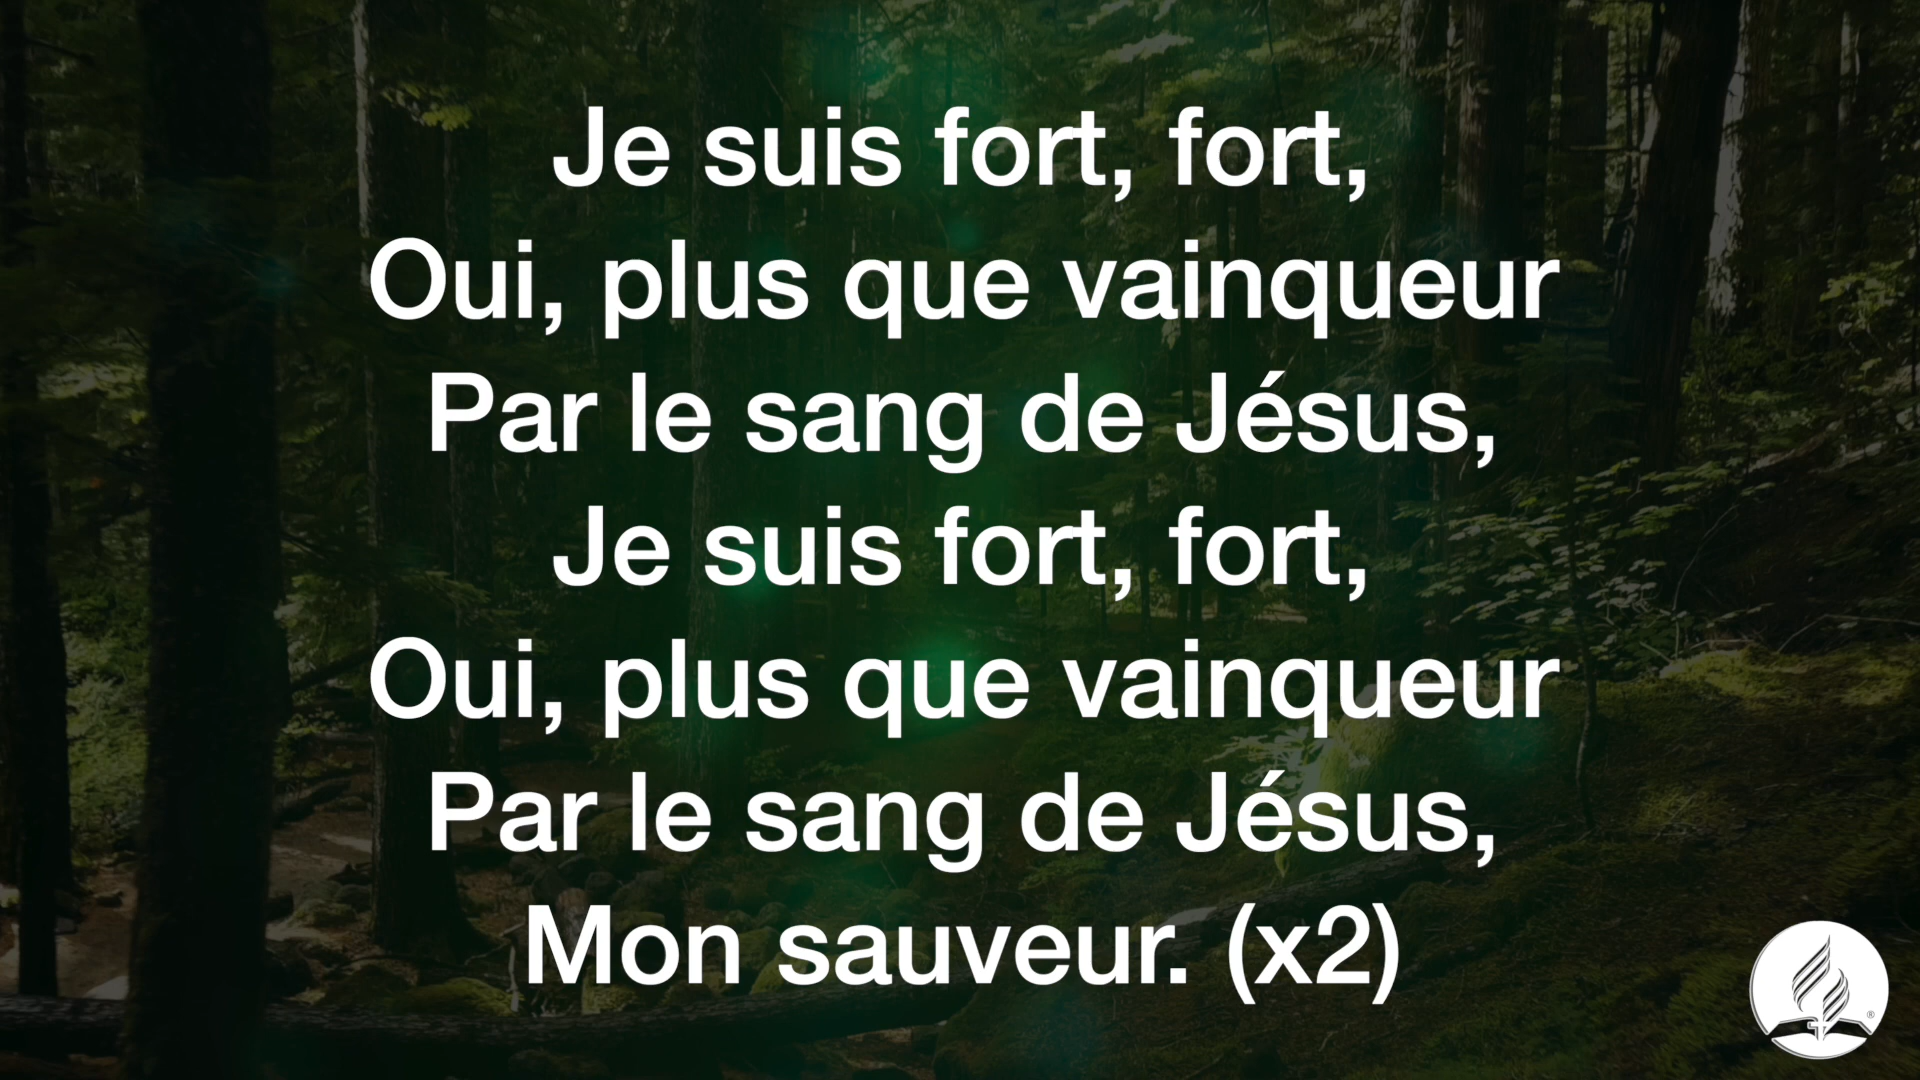 Je suis fort, fort,
Oui, plus que vainqueur
Par le sang de Jésus,
Je suis fort, fort,
Oui, plus que vainqueur
Par le sang de Jésus,
Mon sauveur. (x2)
®